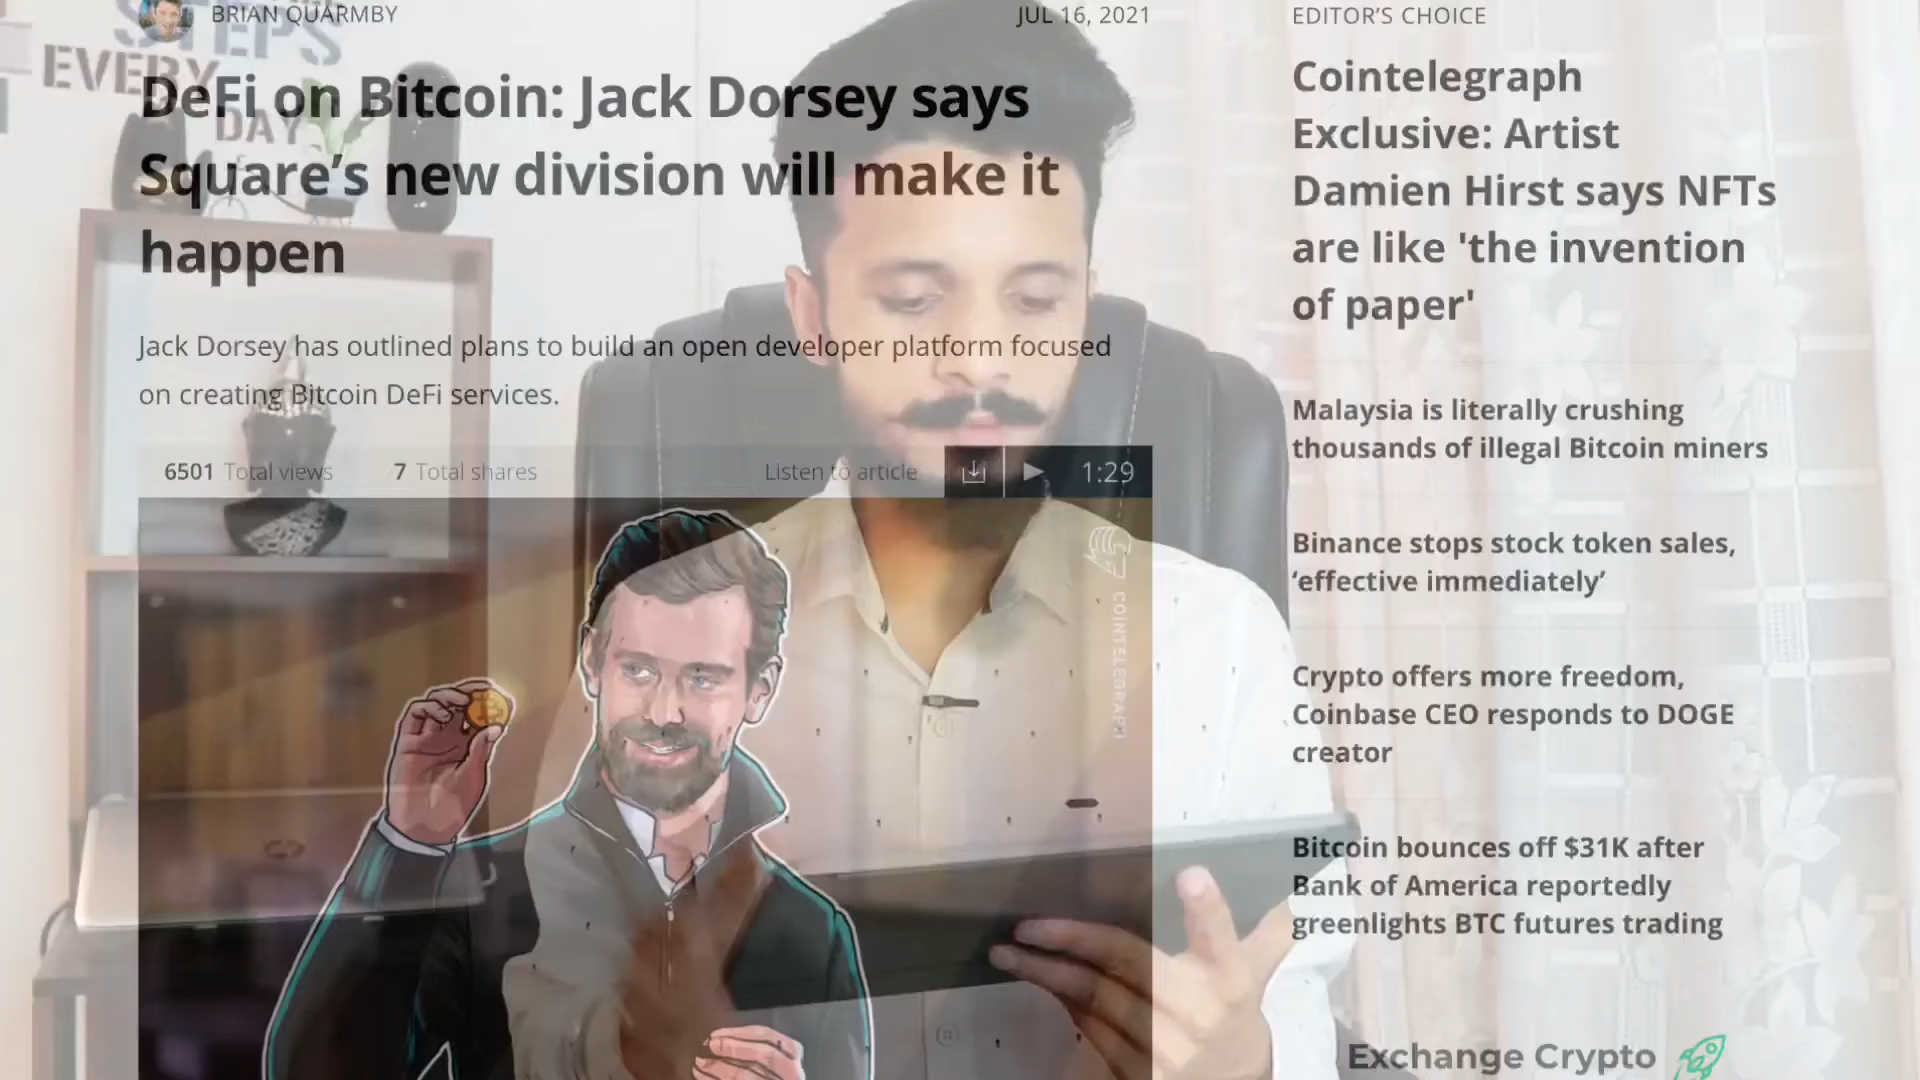 BRIAN QUARMBY
JUL 16, 2021
DeFi on Bitcoin: Jack Dorsey says
Square’s new division will make it
happen
Jack Dorsey has outlined plans to build an open developer platform focused
on creating Bitcoin DeFi services.
6501 Total views
7 Total shares
Listen to article
1:29
COINTELEGRAPH
STEPS
EVERY
DAY
EDITOR’S CHOICE
Cointelegraph
Exclusive: Artist
Damien Hirst says NFTs
are like 'the invention
of paper'
Malaysia is literally crushing
thousands of illegal Bitcoin miners
Binance stops stock token sales,
‘effective immediately’
Crypto offers more freedom,
Coinbase CEO responds to DOGE
creator
Bitcoin bounces off $31K after
Bank of America reportedly
greenlights BTC futures trading
Exchange Crypto